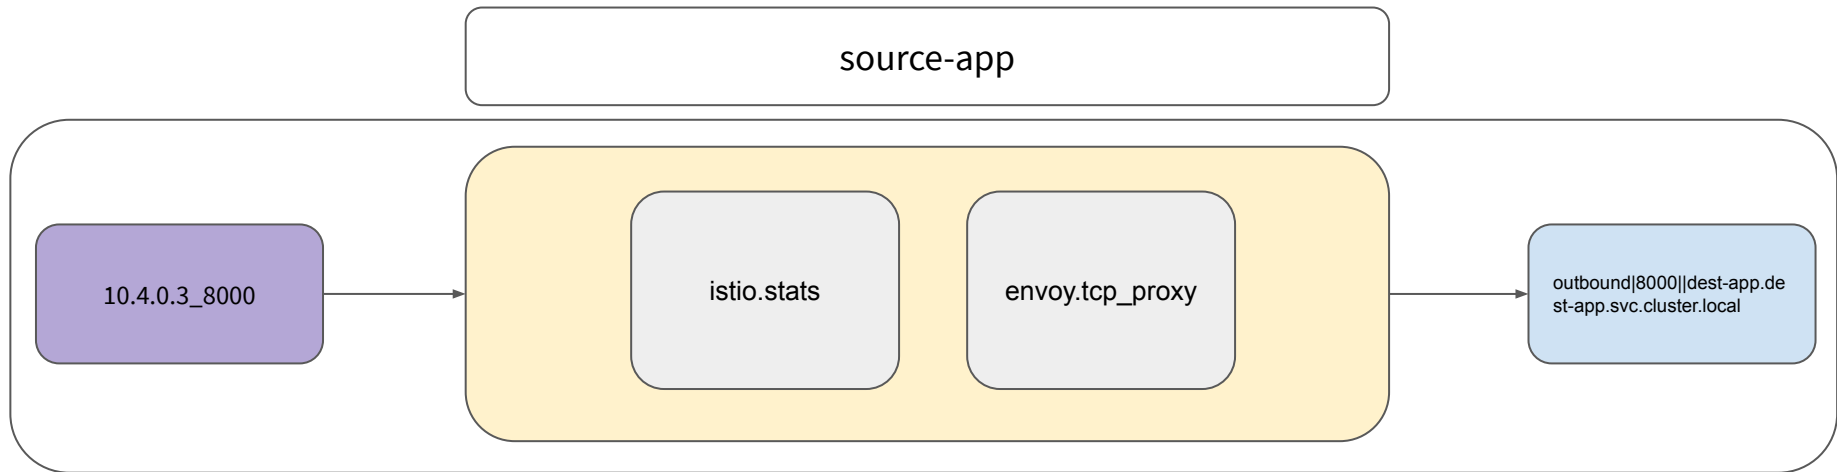 source-app
10.4.0.3_8000
istio.stats
envoy.tcp_proxy
outbound|8000||dest-app.de
st-app.svc.cluster.local